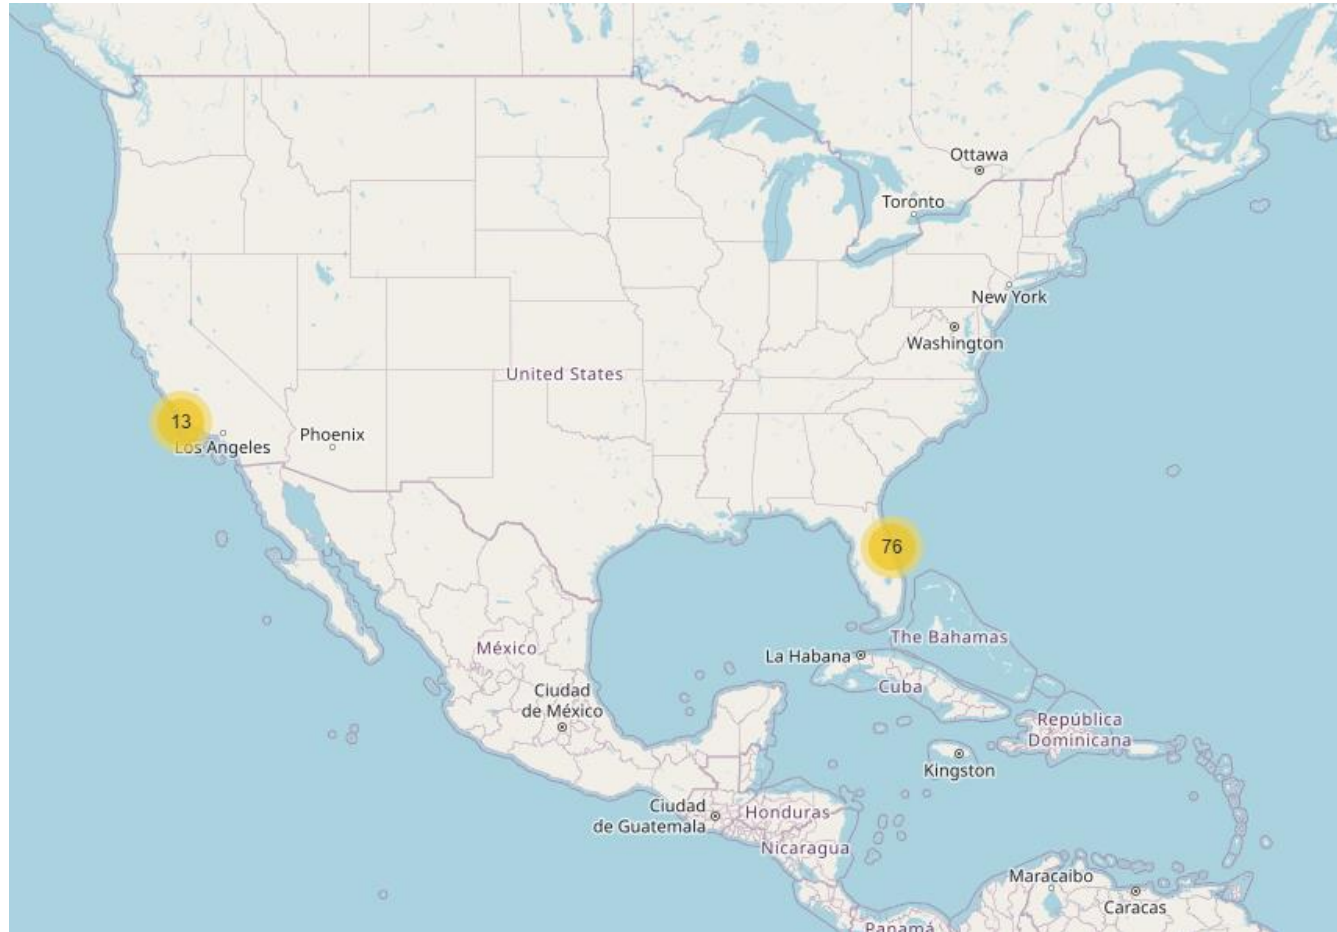 Ottawa
Toronto
New York
Washington
United States
13
Los Angeles
Phoenix
76
The Bahamas
La Habana
México
Cuba
Ciudad
de México
República
Dominicana
Kingston
Ciudad
de Guatemala
Honduras
Nicaragua
Maracaibo
Caracas
Panamá